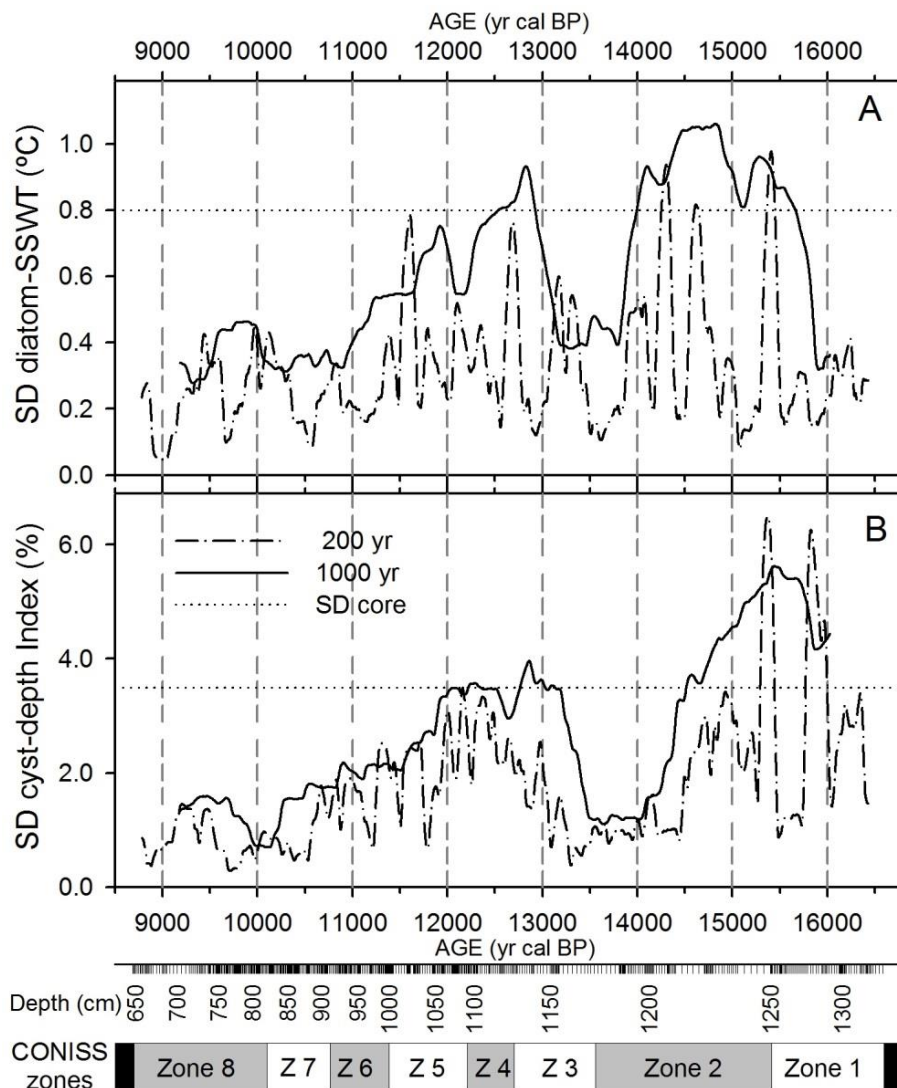 AGE (yr cal BP)
9000 10000 11000 12000 13000 14000 15000 16000
A
SD diatom-SSWT (ºC)
1.0
0.8
0.6
0.4
0.2
0.0
B
SD cyst-depth Index (%)
6.0
4.0
2.0
0.0
200 yr
1000 yr
SD core
9000 10000 11000 12000 13000 14000 15000 16000
AGE (yr cal BP)
Depth (cm) 650 700 750 800 850 900 950 1000 1050 1100 1150 1200 1250 1300
CONISS zones Zone 8 Z 7 Z 6 Z 5 Z 4 Z 3 Zone 2 Zone 1